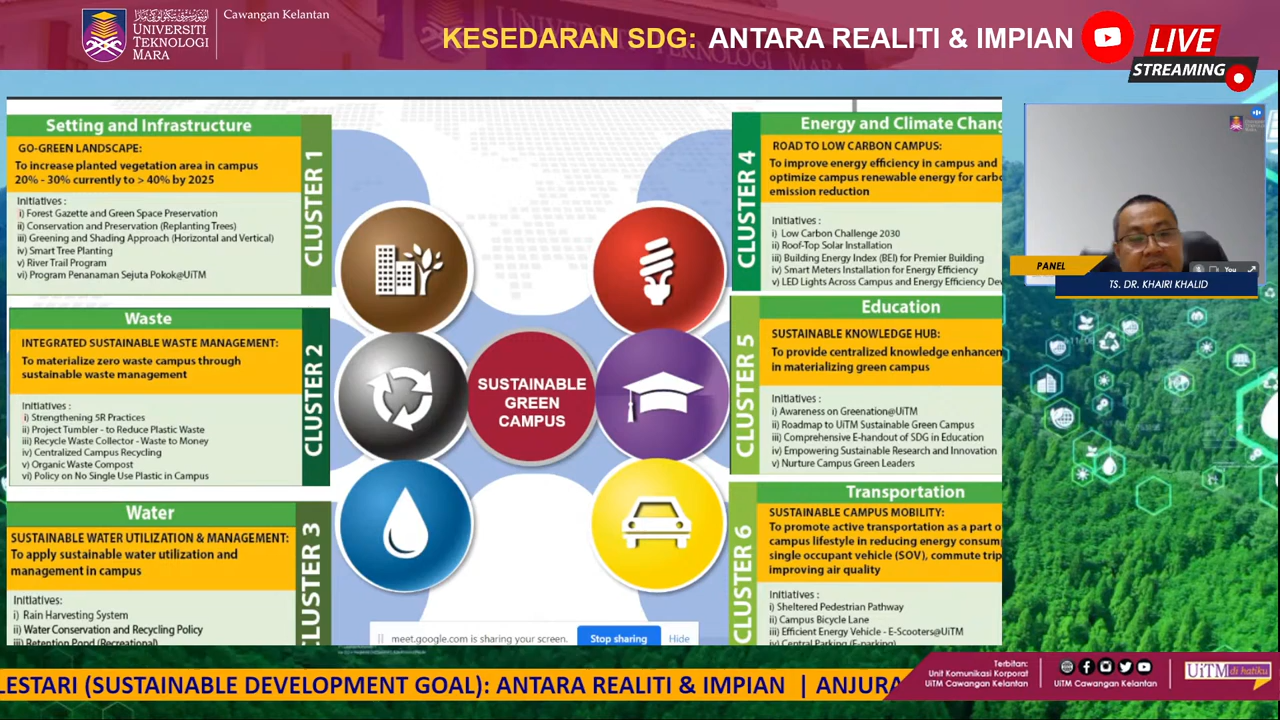 UNIVERSITI
TEKNOLOGI
MARA
Cawangan Kelantan
KESEDARAN SDG: ANTARA REALITI & IMPIAN
LIVE
STREAMING
Setting and Infrastructure
GO-GREEN LANDSCAPE:
To increase planted vegetation area in campus
20% - 30% currently to > 40% by 2025
Initiatives :
i) Forest Gazette and Green Space Preservation
ii) Conservation and Preservation (Replanting Trees)
iii) Greening and Shading Approach (Horizontal and Vertical)
iv) Smart Tree Planting
v) River Trail Program
vi) Program Penanaman Sejuta Pokok@UiTM
CLUSTER 1
Waste
INTEGRATED SUSTAINABLE WASTE MANAGEMENT:
To materialize zero waste campus through
sustainable waste management
Initiatives :
i) Strengthening 5R Practices
ii) Project Tumbler - to Reduce Plastic Waste
iii) Recycle Waste Collector - Waste to Money
iv) Centralized Campus Recycling
v) Organic Waste Compost
vi) Policy on No Single Use Plastic in Campus
CLUSTER 2
Water
SUSTAINABLE WATER UTILIZATION & MANAGEMENT:
To apply sustainable water utilization and
management in campus
Initiatives:
i) Rain Harvesting System
ii) Water Conservation and Recycling Policy
iii) Retention Pond (Recreational)
CLUSTER 3
SUSTAINABLE
GREEN
CAMPUS
CLUSTER 4
Energy and Climate Chang
ROAD TO LOW CARBON CAMPUS:
To improve energy efficiency in campus and
optimize campus renewable energy for carbo
emission reduction
Initiatives :
i) Low Carbon Challenge 2030
ii) Roof-Top Solar Installation
iii) Building Energy Index (BEI) for Premier Building
iv) Smart Meters Installation for Energy Efficiency
v) LED Lights Across Campus and Energy Efficiency Dev
CLUSTER 5
Education
SUSTAINABLE KNOWLEDGE HUB:
To provide centralized knowledge enhancem
in materializing green campus
Initiatives :
i) Awareness on Greenation@UiTM
ii) Roadmap to UiTM Sustainable Green Campus
iii) Comprehensive E-handout of SDG in Education
iv) Empowering Sustainable Research and Innovation
v) Nurture Campus Green Leaders
CLUSTER 6
Transportation
SUSTAINABLE CAMPUS MOBILITY:
To promote active transportation as a part o
campus lifestyle in reducing energy consum
single occupant vehicle (SOV), commute trip
improving air quality
Initiatives :
i) Sheltered Pedestrian Pathway
ii) Campus Bicycle Lane
iii) Efficient Energy Vehicle - E-Scooters@UiTM
iv) Central Parking (E-parking)
meet.google.com is sharing your screen.
Stop sharing
Hide
You
PANEL
TS. DR. KHAIRI KHALID
LESTARI (SUSTAINABLE DEVELOPMENT GOAL): ANTARA REALITI & IMPIAN | ANJURA
Terbitan:
Unit Komunikasi Korporat
UiTM Cawangan Kelantan
UiTM Cawangan Kelantan
UiTM di hatiku